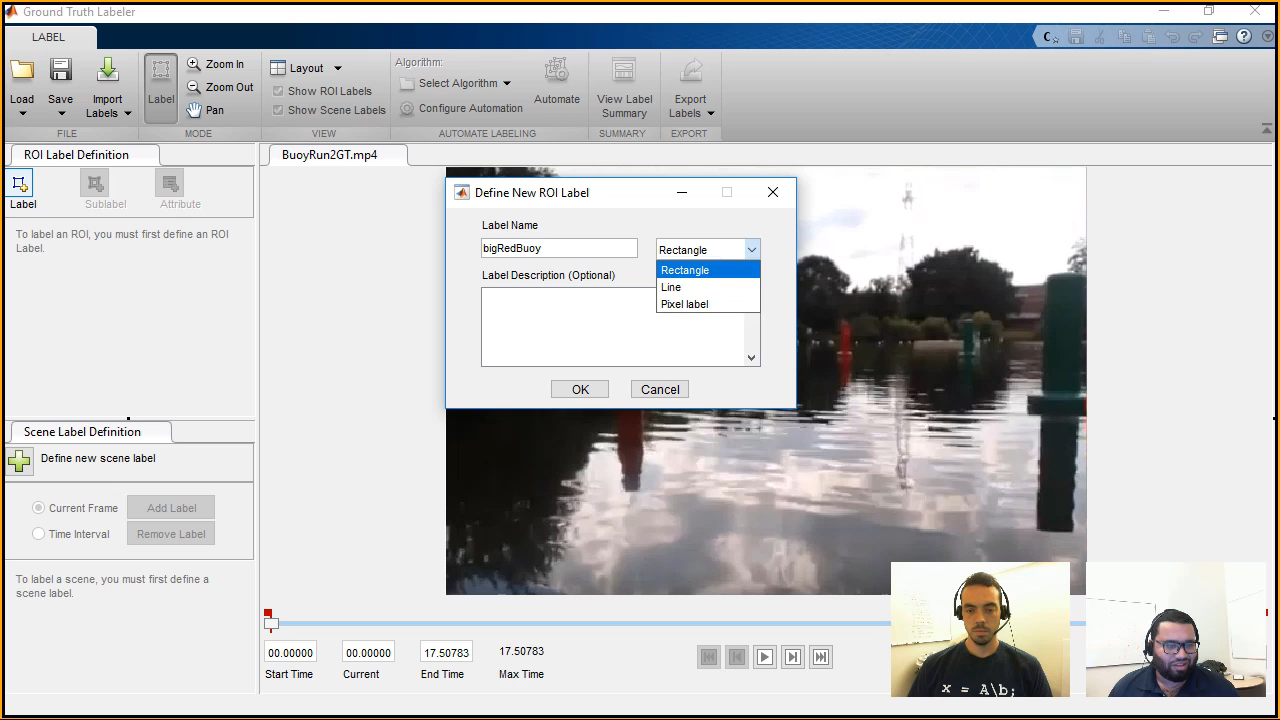 Ground Truth Labeler
LABEL
Load
Save
Import
Labels
FILE
Label
Zoom In
Zoom Out
Pan
MODE
Layout
Show ROI Labels
Show Scene Labels
VIEW
Algorithm:
Select Algorithm
Configure Automation
Automate
AUTOMATE LABELING
View Label
Summary
SUMMARY
Export
Labels
EXPORT
ROI Label Definition
Label
Sublabel
Attribute
To label an ROI, you must first define an ROI
Label.
Scene Label Definition
Define new scene label
Current Frame
Add Label
Time Interval
Remove Label
To label a scene, you must first define a
scene label.
BuoyRun2GT.mp4
Define New ROI Label
Label Name
bigRedBuoy
Rectangle
Rectangle
Line
Pixel label
Label Description (Optional)
OK
Cancel
00.00000
00.00000
17.50783
17.50783
Start Time
Current
End Time
Max Time
x = A\b;